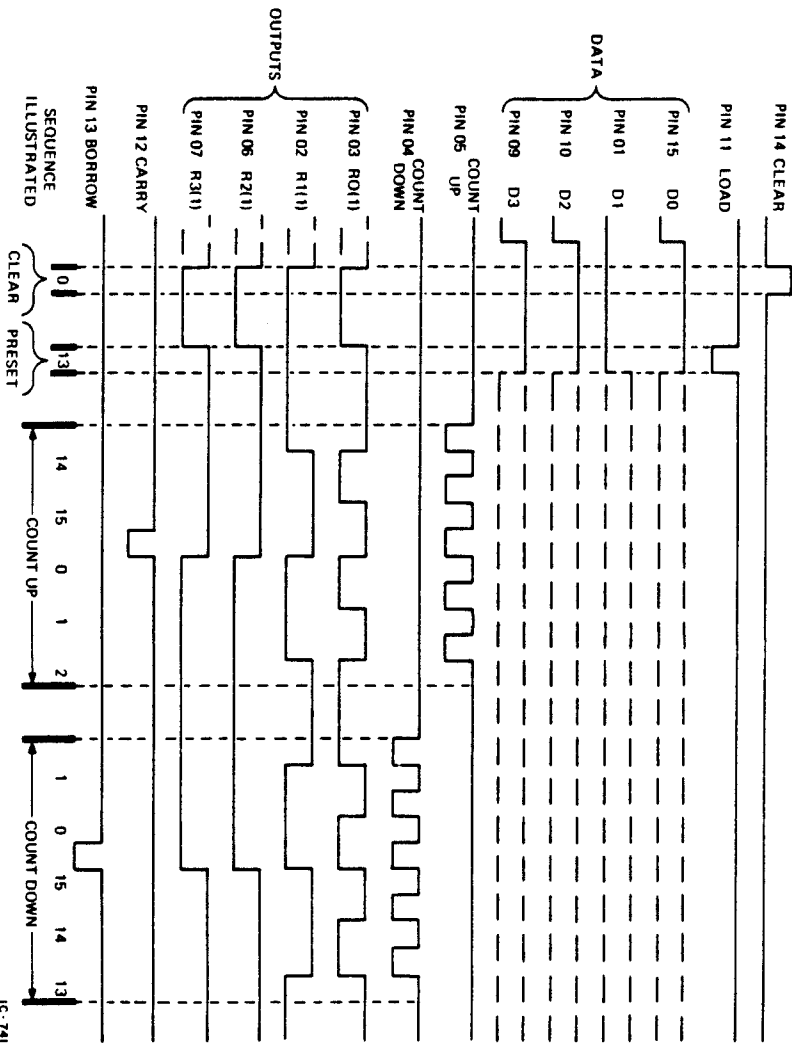 PIN 14 CLEAR
PIN 11 LOAD
DATA
PIN 15 D0
PIN 01 D1
PIN 10 D2
PIN 09 D3
PIN 05 COUNT UP
PIN 04 COUNT DOWN
OUTPUTS
PIN 03 R0(1)
PIN 02 R1(1)
PIN 06 R2(1)
PIN 07 R3(1)
PIN 12 CARRY
PIN 13 BORROW
SEQUENCE
ILLUSTRATED
0 13 14 15 0 1 2 1 0 15 14 13
CLEAR PRESET COUNT UP COUNT DOWN
IC-741